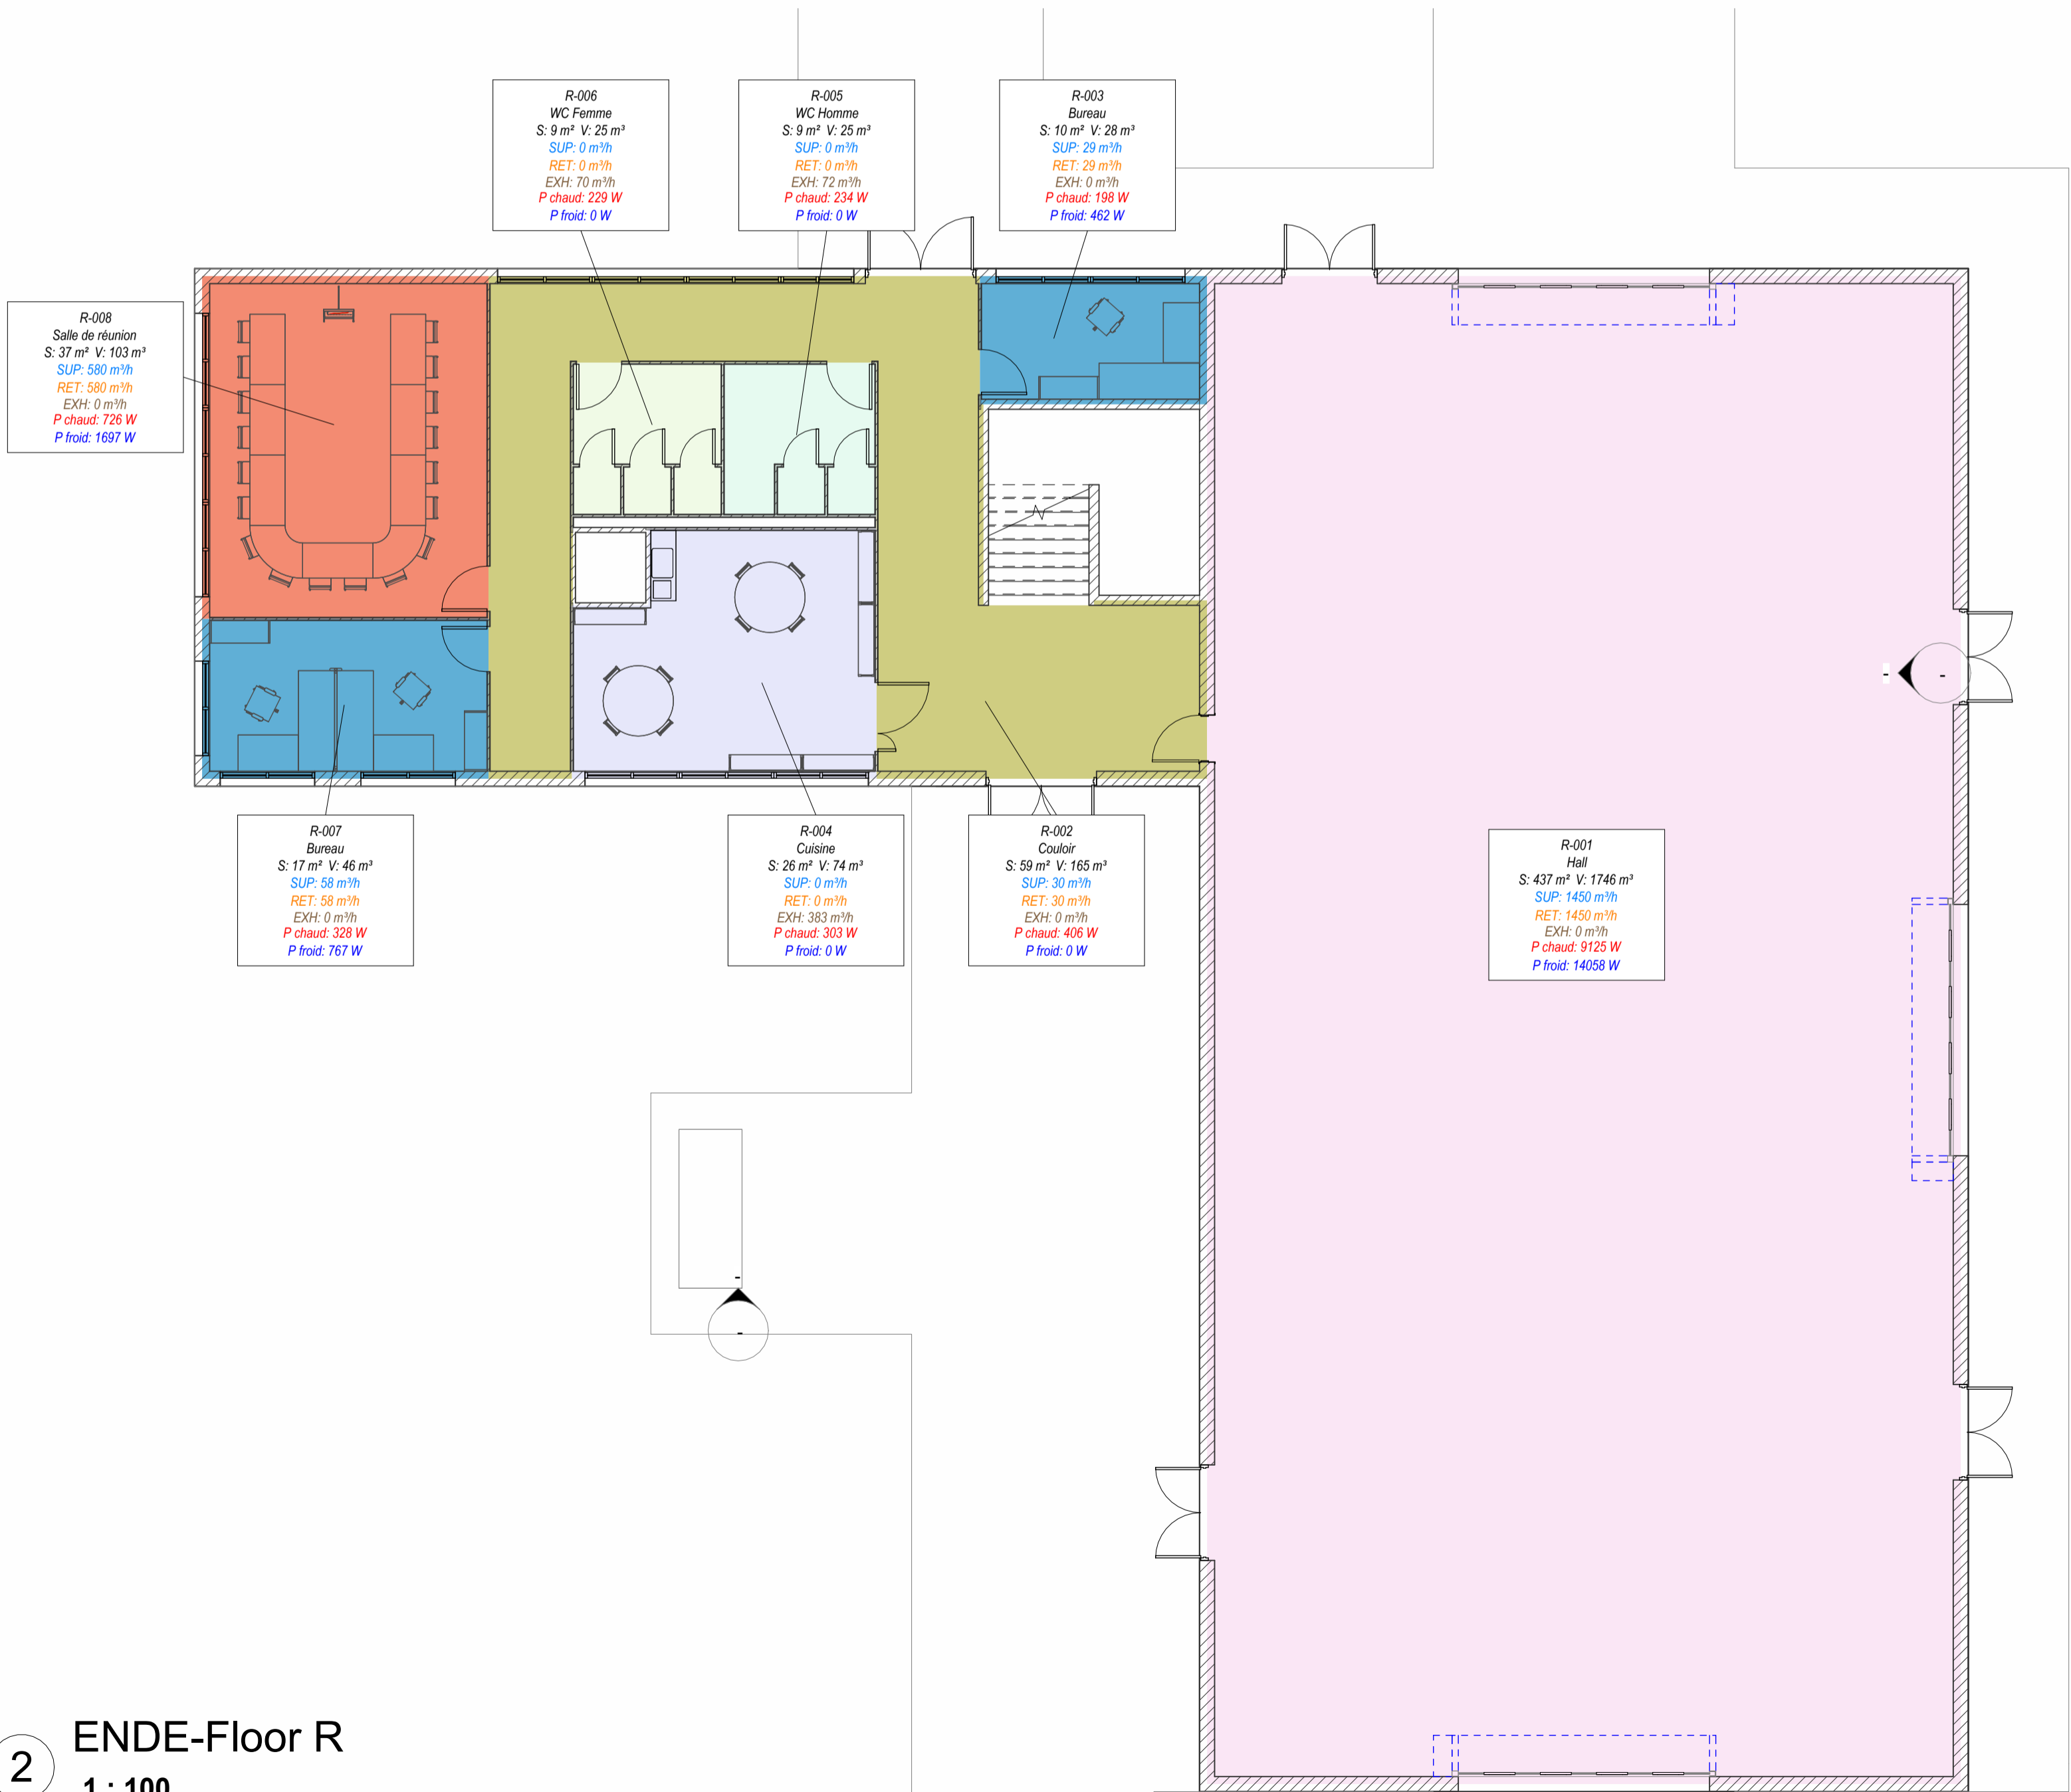 R-006
WC Femme
S: 9 m² V: 25 m³
SUP: 0 m³/h
RET: 0 m³/h
EXH: 70 m³/h
P chaud: 229 W
P froid: 0 W
R-005
WC Homme
S: 9 m² V: 25 m³
SUP: 0 m³/h
RET: 0 m³/h
EXH: 72 m³/h
P chaud: 234 W
P froid: 0 W
R-003
Bureau
S: 10 m² V: 28 m³
SUP: 29 m³/h
RET: 29 m³/h
EXH: 0 m³/h
P chaud: 198 W
P froid: 462 W
R-008
Salle de réunion
S: 37 m² V: 103 m³
SUP: 580 m³/h
RET: 580 m³/h
EXH: 0 m³/h
P chaud: 726 W
P froid: 1697 W
R-007
Bureau
S: 17 m² V: 46 m³
SUP: 58 m³/h
RET: 58 m³/h
EXH: 0 m³/h
P chaud: 328 W
P froid: 767 W
R-004
Cuisine
S: 26 m² V: 74 m³
SUP: 0 m³/h
RET: 0 m³/h
EXH: 383 m³/h
P chaud: 303 W
P froid: 0 W
R-002
Couloir
S: 59 m² V: 165 m³
SUP: 30 m³/h
RET: 30 m³/h
EXH: 0 m³/h
P chaud: 406 W
P froid: 0 W
R-001
Hall
S: 437 m² V: 1746 m³
SUP: 1450 m³/h
RET: 1450 m³/h
EXH: 0 m³/h
P chaud: 9125 W
P froid: 14058 W
2
ENDE-Floor R
1 : 100